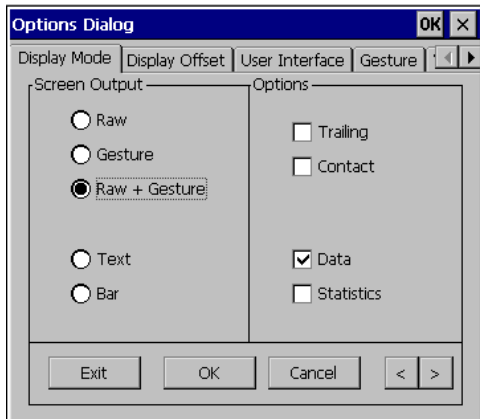 Options Dialog OK ×
Display Mode Display Offset User Interface Gesture
Screen Output Options
Raw
Trailing
Gesture
Contact
Raw + Gesture
Text Data
Bar Statistics
Exit OK Cancel < >